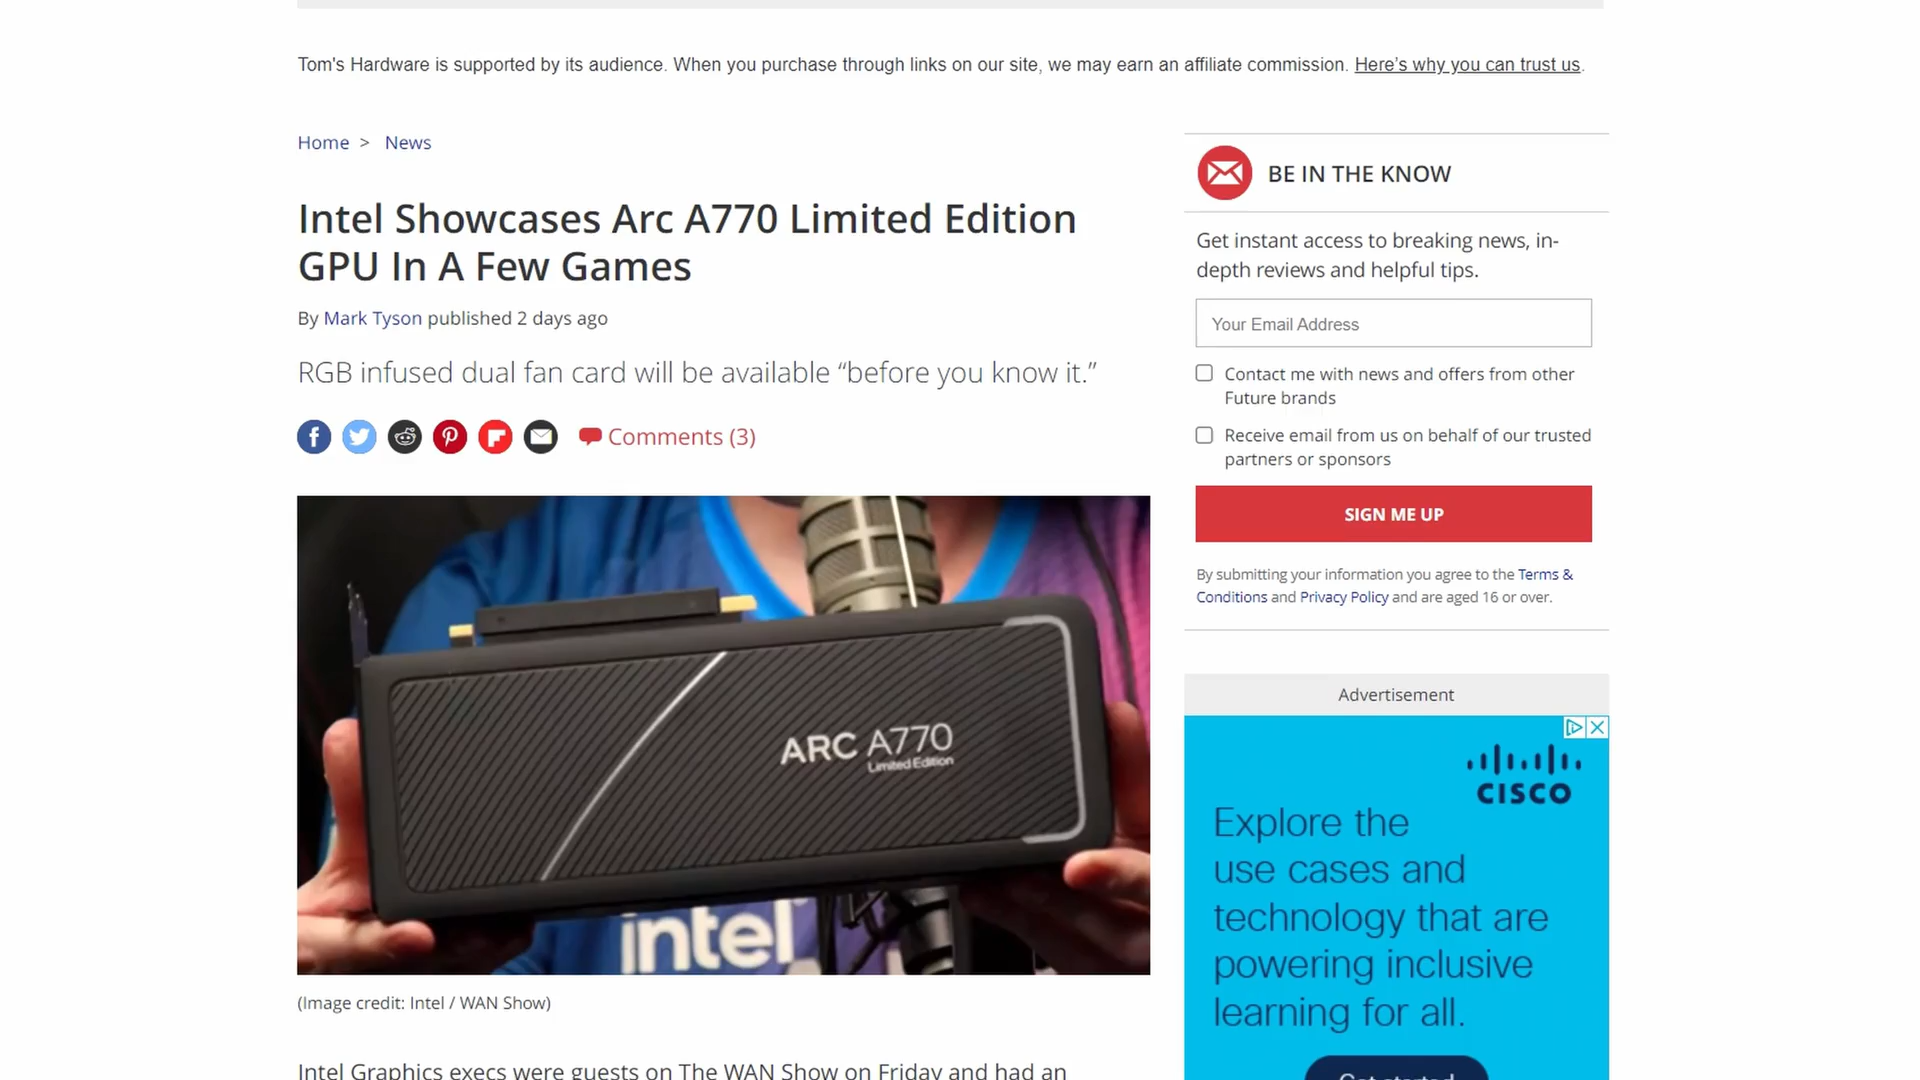 Tom's Hardware is supported by its audience. When you purchase through links on our site, we may earn an affiliate commission. Here’s why you can trust us.
Home > News
Intel Showcases Arc A770 Limited Edition
GPU In A Few Games
By Mark Tyson published 2 days ago
RGB infused dual fan card will be available “before you know it.”
Comments (3)
ARC A770
Limited Edition
intel
(Image credit: Intel / WAN Show)
Intel Graphics execs were guests on The WAN Show on Friday and had an
BE IN THE KNOW
Get instant access to breaking news, in-
depth reviews and helpful tips.
Your Email Address
Contact me with news and offers from other
Future brands
Receive email from us on behalf of our trusted
partners or sponsors
SIGN ME UP
By submitting your information you agree to the Terms &
Conditions and Privacy Policy and are aged 16 or over.
Advertisement
CISCO
Explore the
use cases and
technology that are
powering inclusive
learning for all.
Get started